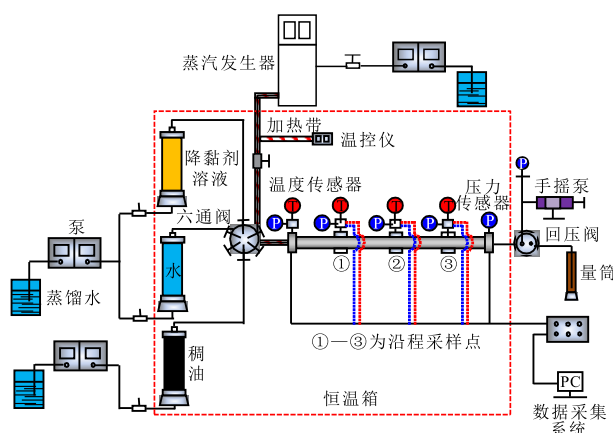 蒸汽发生器
加热带
温控仪
降黏剂
溶液
温度传感器
压力
传感器
P
手摇泵
六通阀
T
T
T
T
P
P
P
P
P
回压阀
泵
水
①
②
③
量筒
蒸馏水
①—③为沿程采样点
稠
油
PC
恒温箱
数据采集
系统